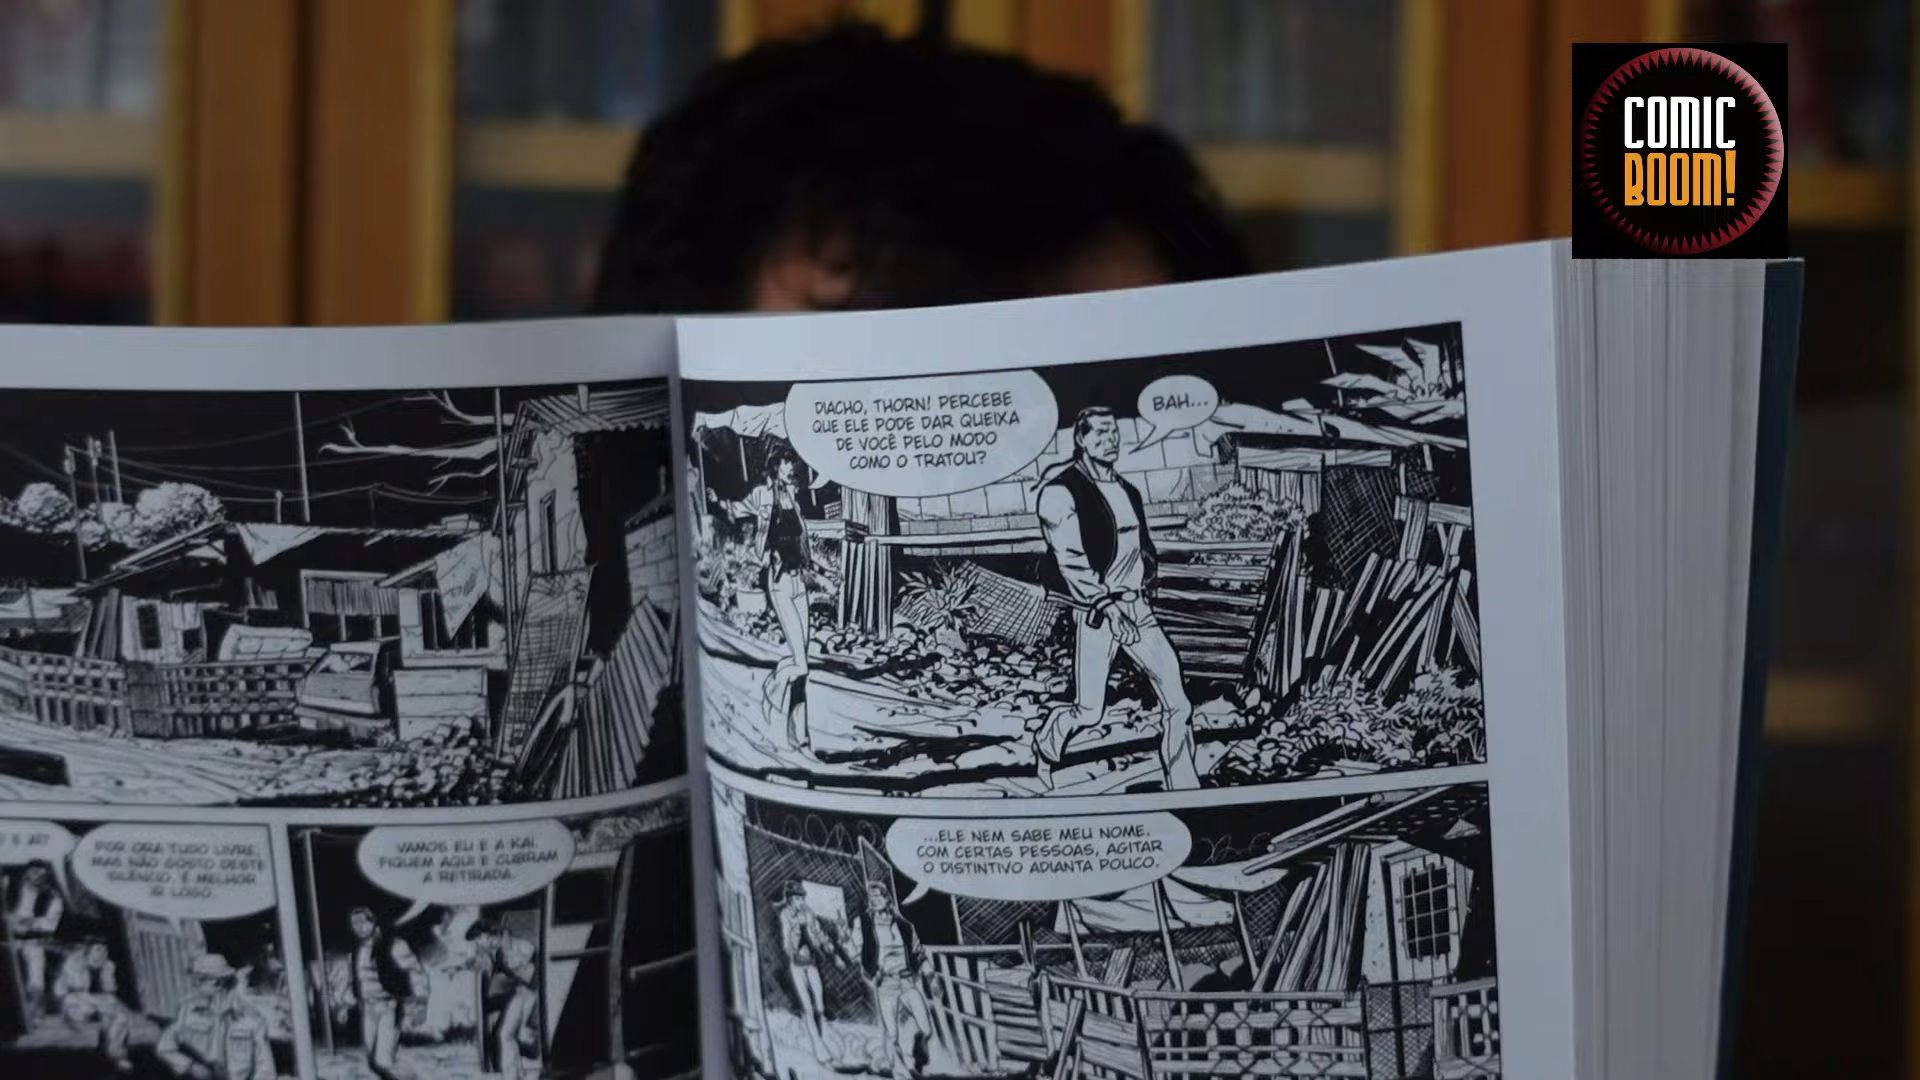 COMIC
BOOM!
POR ORA TUDO LIVRE,
MAS NÃO GOSTO DESTE
SILÊNCIO. É MELHOR
IR LOGO.
VAMOS EU E A KAI.
FIQUEM AQUI E CUBRAM
A RETIRADA.
DIACHO, THORN! PERCEBE
QUE ELE PODE DAR QUEIXA
DE VOCÊ PELO MODO
COMO O TRATOU?
BAH...
...ELE NEM SABE MEU NOME.
COM CERTAS PESSOAS, AGITAR
O DISTINTIVO ADIANTA POUCO.